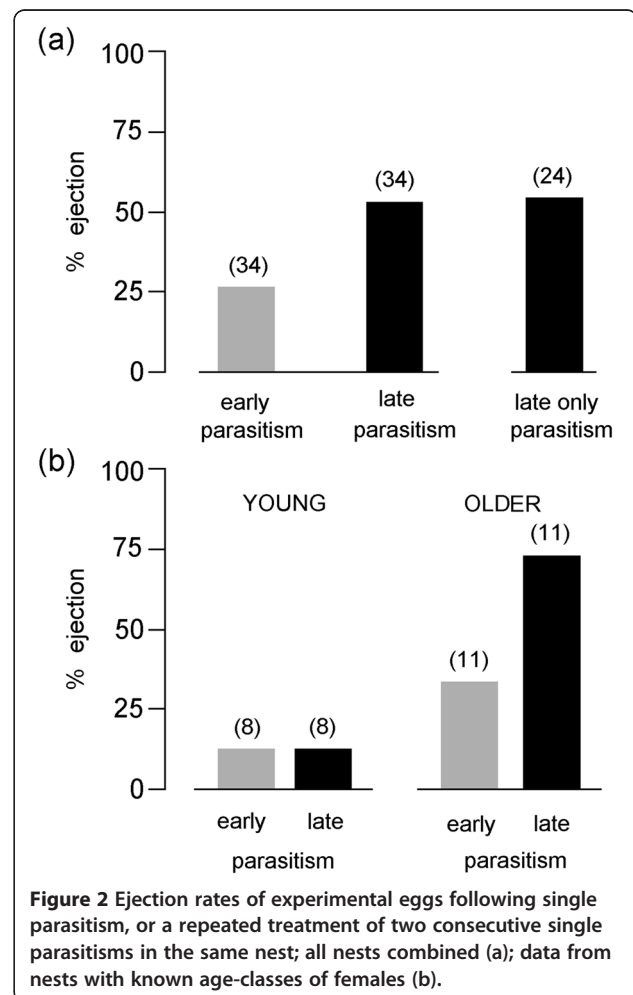 (a)
100
75
50
25
0
% ejection
(34)
(34)
(24)
early
parasitism
late
parasitism
late only
parasitism
(b)
100
75
50
25
0
% ejection
YOUNG
OLDER
(8)
(8)
(11)
(11)
early
late
early
late
parasitism
parasitism
Figure 2 Ejection rates of experimental eggs following single
parasitism, or a repeated treatment of two consecutive single
parasitisms in the same nest; all nests combined (a); data from
nests with known age-classes of females (b).